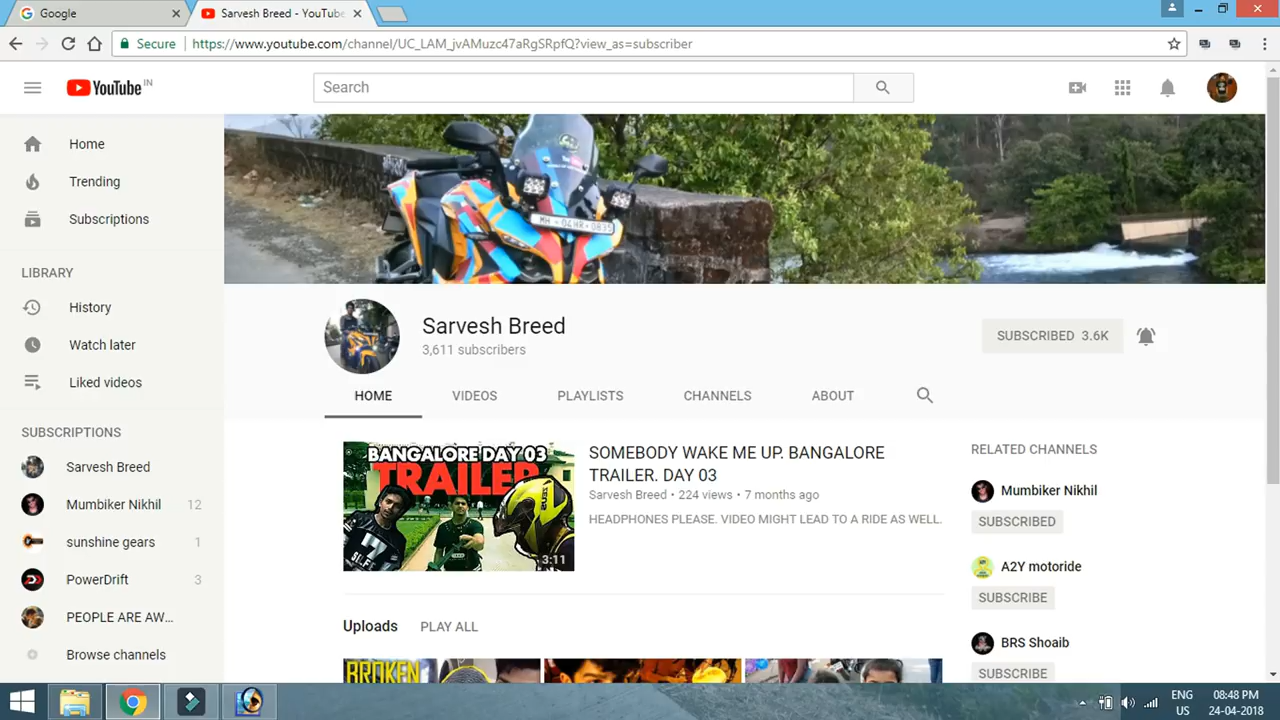 Google
Sarvesh Breed - YouTube
Secure
https://www.youtube.com/channel/UC_LAM_jvAMuzc47aRgSRpfQ?view_as=subscriber
YouTube IN
Search
Home
Trending
Subscriptions
LIBRARY
History
Watch later
Liked videos
SUBSCRIPTIONS
Sarvesh Breed
Mumbiker Nikhil 12
sunshine gears 1
PowerDrift 3
PEOPLE ARE AW...
Browse channels
MH-04HR-0835
Sarvesh Breed
3,611 subscribers
SUBSCRIBED 3.6K
HOME VIDEOS PLAYLISTS CHANNELS ABOUT
BANGALORE DAY 03
TRAILER
3:11
SOMEBODY WAKE ME UP. BANGALORE
TRAILER. DAY 03
Sarvesh Breed • 224 views • 7 months ago
HEADPHONES PLEASE. VIDEO MIGHT LEAD TO A RIDE AS WELL.
Uploads PLAY ALL
BROKEN
RELATED CHANNELS
Mumbiker Nikhil
SUBSCRIBED
A2Y motoride
SUBSCRIBE
BRS Shoaib
SUBSCRIBE
ENG
US
08:48 PM
24-04-2018